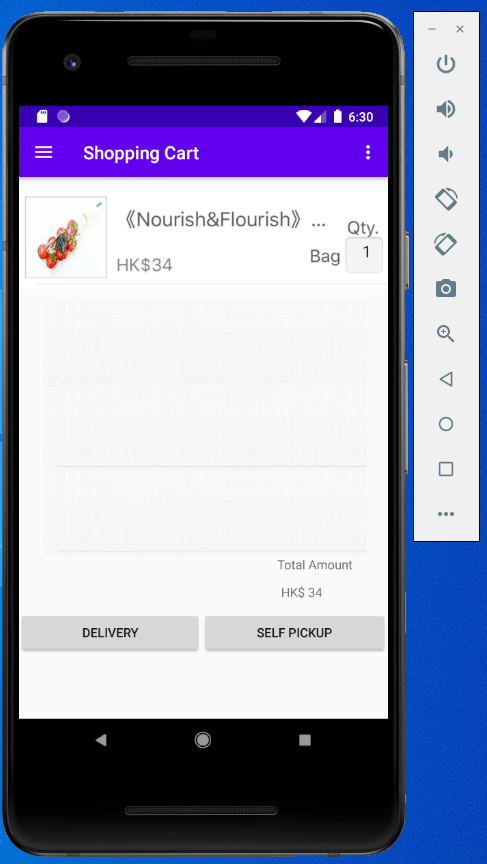 6:30
Shopping Cart
《Nourish&Flourish》 ...
Qty.
HK$34
Bag
1
Total Amount
HK$ 34
DELIVERY
SELF PICKUP